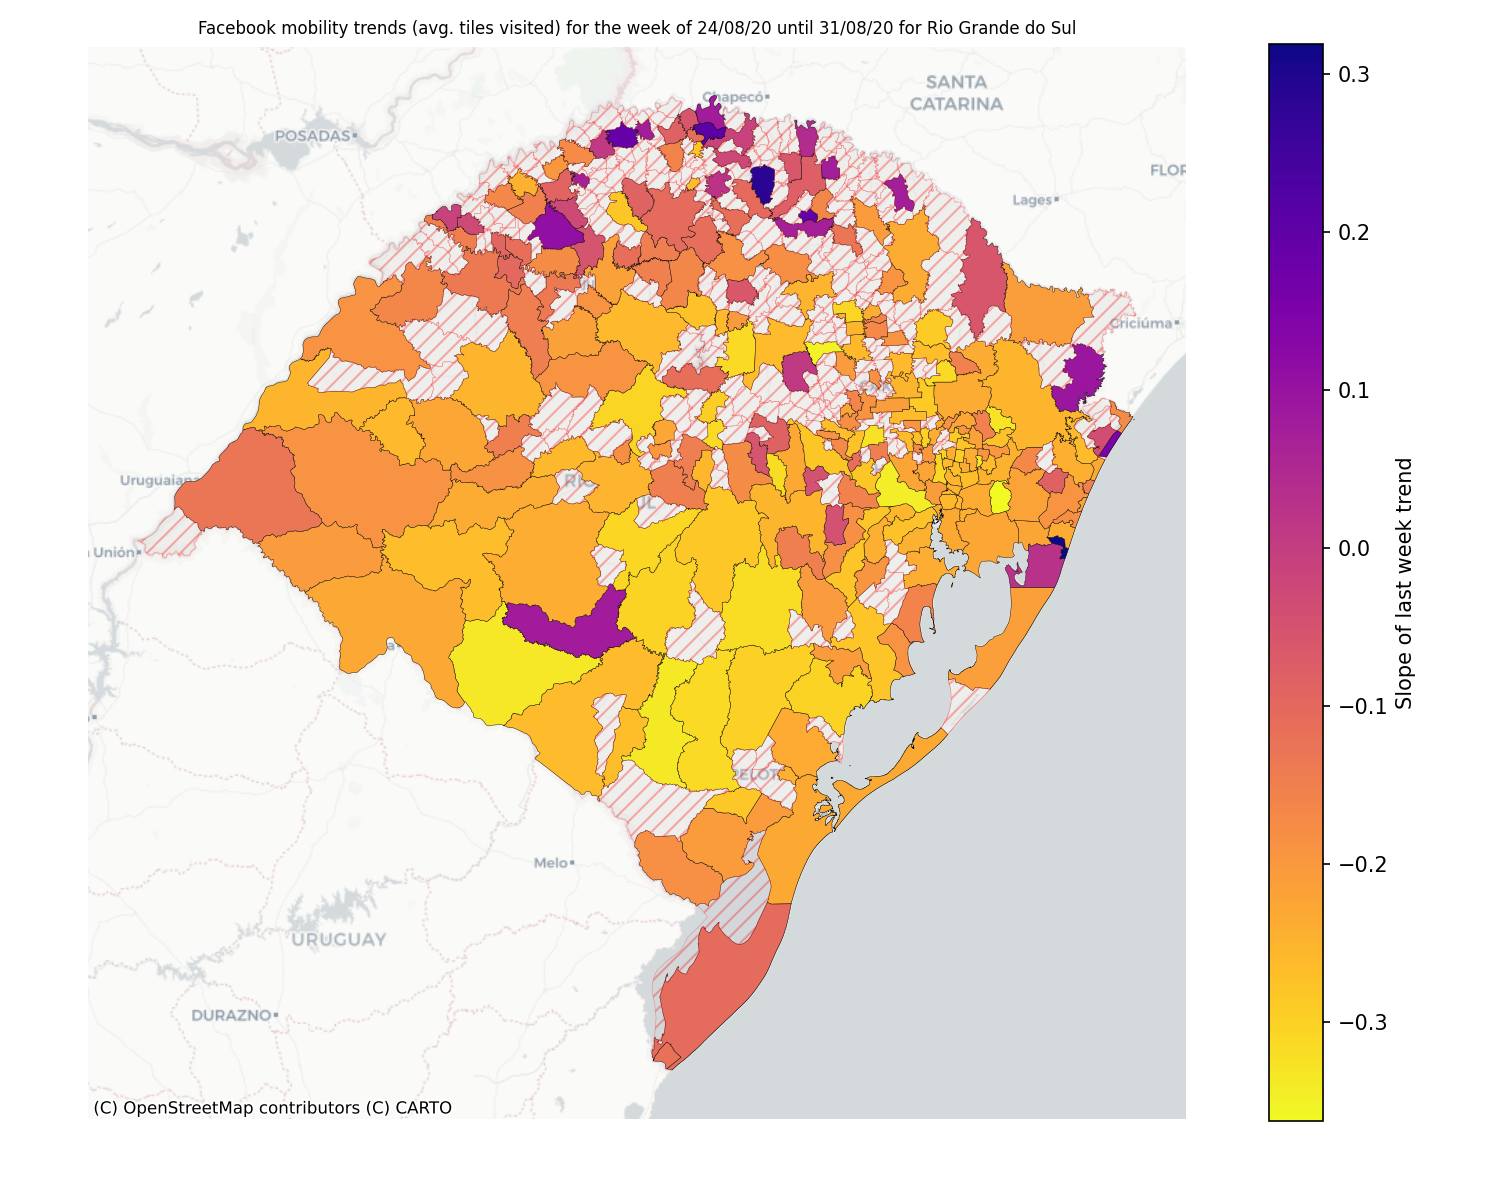 Facebook mobility trends (avg. tiles visited) for the week of 24/08/20 until 31/08/20 for Rio Grande do Sul
Chapecó
SANTA
CATARINA
POSADAS
FLOR
Lages
Criciúma
Uruguaiana
Unión
PELOT
Melo
URUGUAY
DURAZNO
(C) OpenStreetMap contributors (C) CARTO
0.3
0.2
0.1
0.0
−0.1
−0.2
−0.3
Slope of last week trend